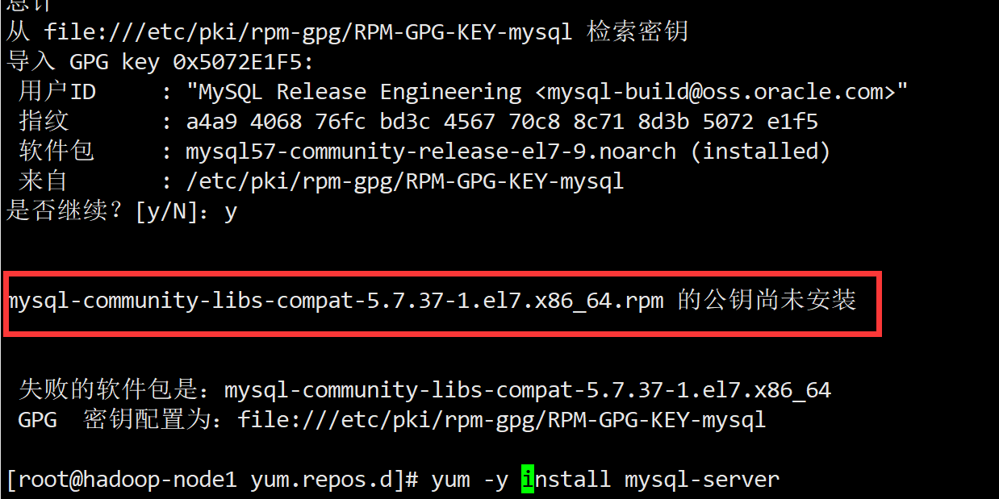 总计
从 file:///etc/pki/rpm-gpg/RPM-GPG-KEY-mysql 检索密钥
导入 GPG key 0x5072E1F5:
用户ID     : "MySQL Release Engineering <mysql-build@oss.oracle.com>"
指纹       : a4a9 4068 76fc bd3c 4567 70c8 8c71 8d3b 5072 e1f5
软件包     : mysql57-community-release-el7-9.noarch (installed)
来自       : /etc/pki/rpm-gpg/RPM-GPG-KEY-mysql
是否继续？[y/N]：y
mysql-community-libs-compat-5.7.37-1.el7.x86_64.rpm 的公钥尚未安装
失败的软件包是：mysql-community-libs-compat-5.7.37-1.el7.x86_64
GPG  密钥配置为：file:///etc/pki/rpm-gpg/RPM-GPG-KEY-mysql
[root@hadoop-node1 yum.repos.d]# yum -y install mysql-server